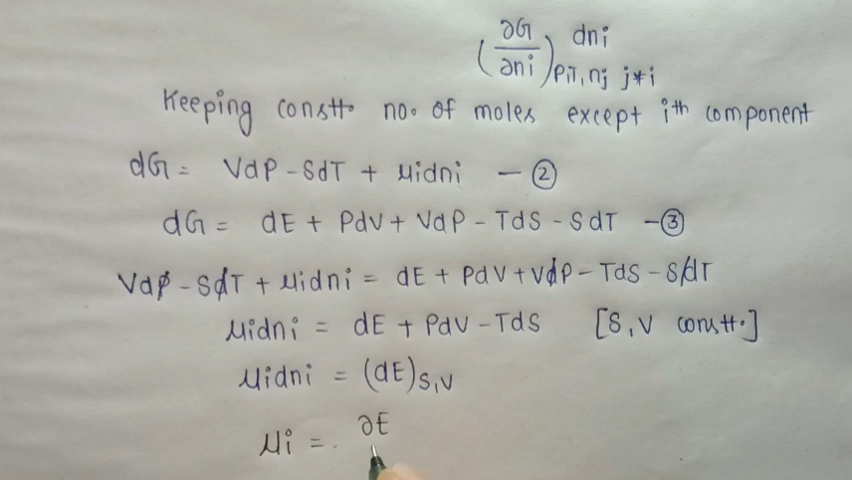 (∂G/∂ni)P,T,nj j≠i dni
Keeping constt. no. of moles except ith component
dG = VdP - SdT + μidni - ②
dG = dE + PdV + VdP - TdS - SdT - ③
VdP - SdT + μidni = dE + PdV + VdP - TdS - SdT
μidni = dE + PdV - TdS [S,V constt.]
μidni = (dE)S,V
μi = ∂E